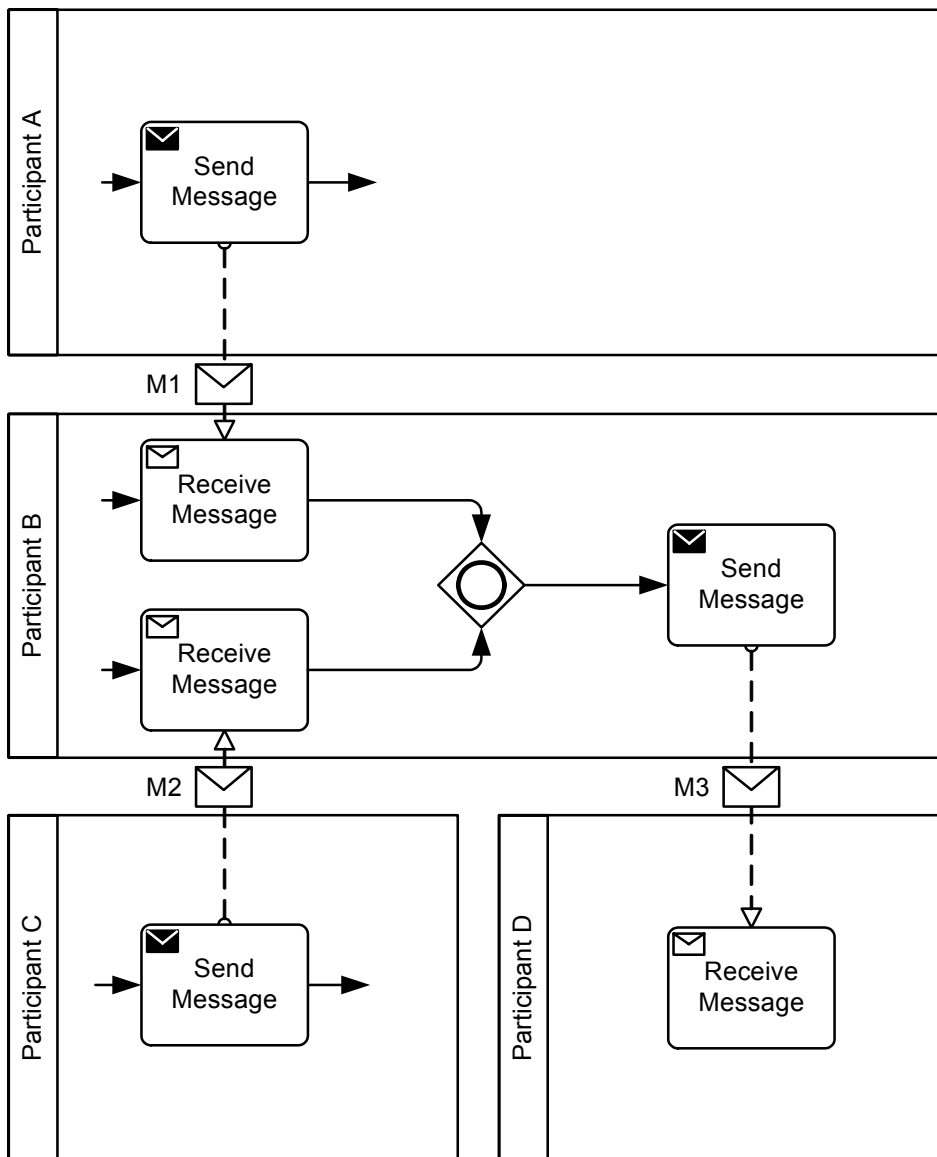 Participant A
Send
Message
M1
Participant B
Receive
Message
Receive
Message
Send
Message
M2
M3
Participant C
Send
Message
Participant D
Receive
Message